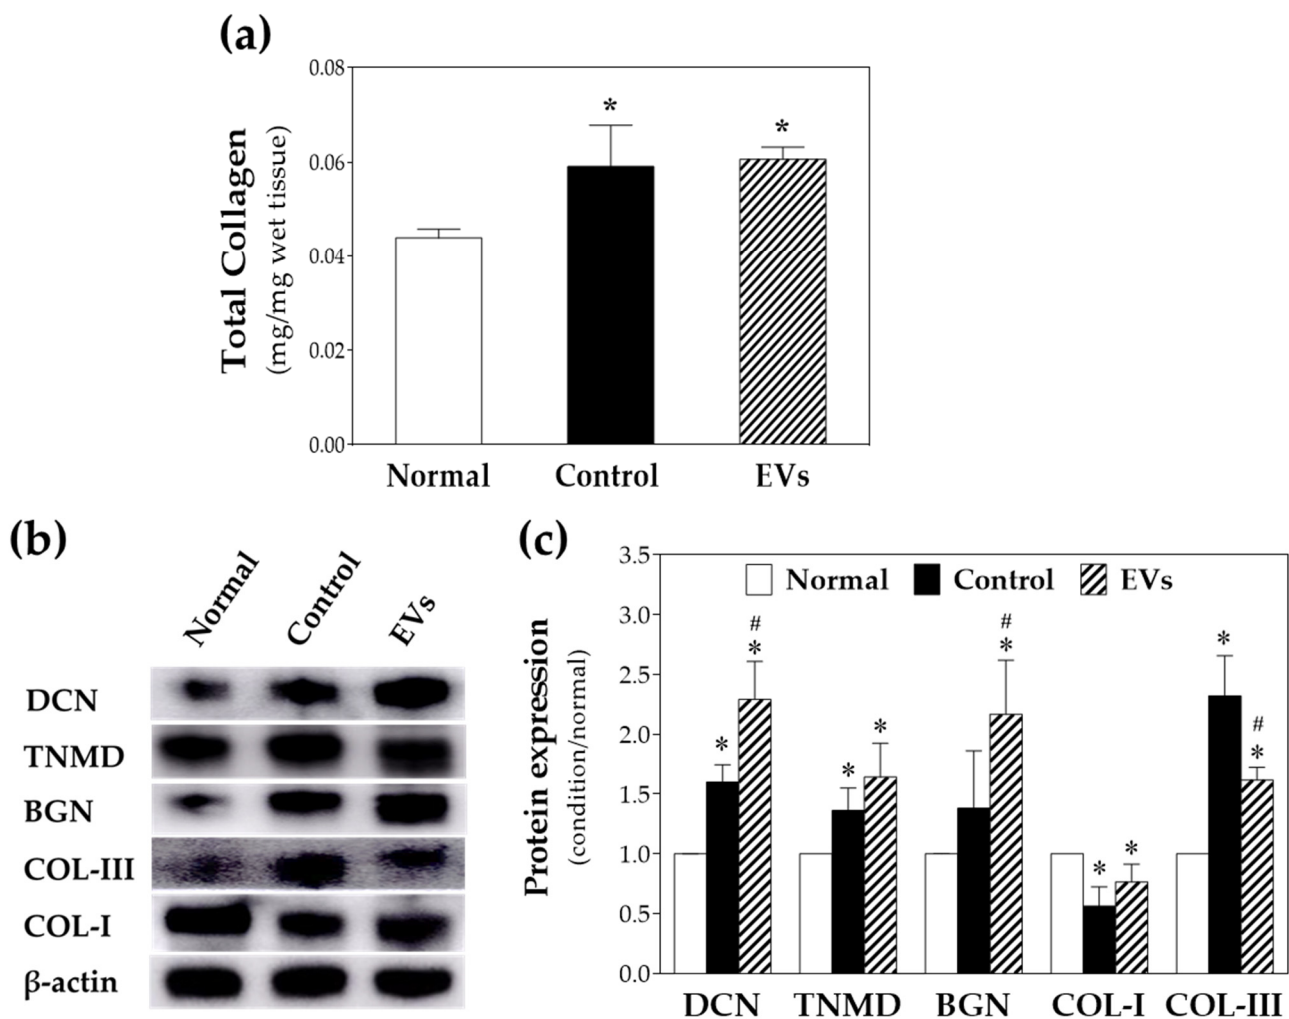 (a)
Total Collagen
(mg/mg wet tissue)
0.08
0.06
0.04
0.02
0.00
*
*
Normal Control EVs
(b)
Normal Control EVs
DCN
TNMD
BGN
COL-III
COL-I
β-actin
(c)
Protein expression
(condition/normal)
3.5
3.0
2.5
2.0
1.5
1.0
0.5
0.0
Normal Control EVs
*
#
*
*
*
#
*
*
*
*
#
*
DCN TNMD BGN COL-I COL-III